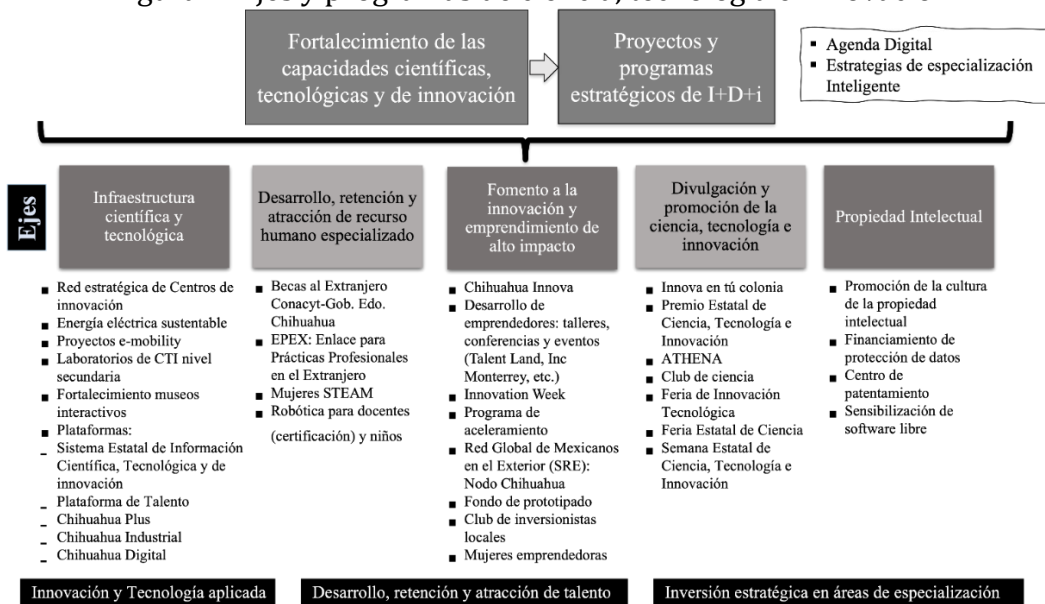 Fortalecimiento de las
capacidades científicas,
tecnológicas y de innovación
Proyectos y
programas
estratégicos de I+D+i
▪ Agenda Digital
▪ Estrategias de especialización
Inteligente
Ejes
Infraestructura
científica y
tecnológica
Desarrollo, retención y
atracción de recurso
humano especializado
Fomento a la
innovación y
emprendimiento de
alto impacto
Divulgación y
promoción de la
ciencia, tecnología e
innovación
Propiedad Intelectual
▪ Red estratégica de Centros de
innovación
▪ Energía eléctrica sustentable
▪ Proyectos e-mobility
▪ Laboratorios de CTI nivel
secundaria
▪ Fortalecimiento museos
interactivos
▪ Plataformas:
_ Sistema Estatal de Información
Científica, Tecnológica y de
innovación
_ Plataforma de Talento
_ Chihuahua Plus
_ Chihuahua Industrial
_ Chihuahua Digital
▪ Becas al Extranjero
Conacyt-Gob. Edo.
Chihuahua
▪ EPEX: Enlace para
Prácticas Profesionales
en el Extranjero
▪ Mujeres STEAM
▪ Robótica para docentes
(certificación) y niños
▪ Chihuahua Innova
▪ Desarrollo de
emprendedores: talleres,
conferencias y eventos
(Talent Land, Inc
Monterrey, etc.)
▪ Innovation Week
▪ Programa de
aceleramiento
▪ Red Global de Mexicanos
en el Exterior (SRE):
Nodo Chihuahua
▪ Fondo de prototipado
▪ Club de inversionistas
locales
▪ Mujeres emprendedoras
▪ Innova en tú colonia
▪ Premio Estatal de
Ciencia, Tecnología e
Innovación
▪ ATHENA
▪ Club de ciencia
▪ Feria de Innovación
Tecnológica
▪ Feria Estatal de Ciencia
▪ Semana Estatal de
Ciencia, Tecnología e
Innovación
▪ Promoción de la cultura
de la propiedad
intelectual
▪ Financiamiento de
protección de datos
▪ Centro de
patentamiento
▪ Sensibilización de
software libre
Innovación y Tecnología aplicada
Desarrollo, retención y atracción de talento
Inversión estratégica en áreas de especialización